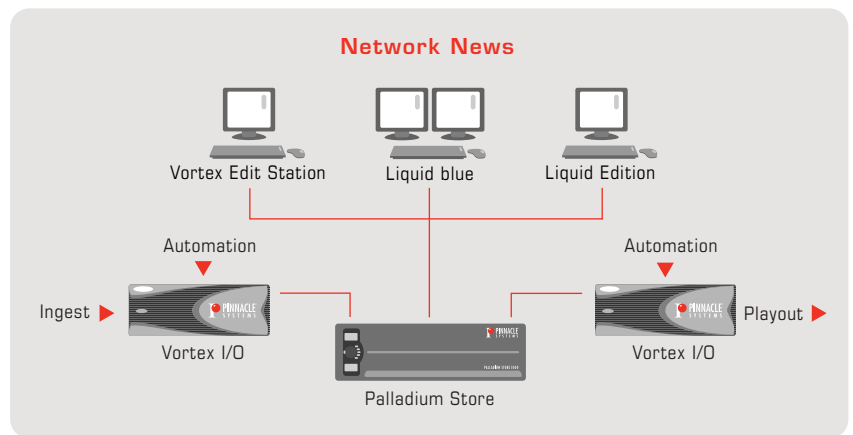 Network News
Vortex Edit Station
Liquid blue
Liquid Edition
Automation
Automation
Ingest
PINNACLE
SYSTEMS
PINNACLE
SYSTEMS
Playout
Vortex I/O
PINNACLE
SYSTEMS
Vortex I/O
Palladium Store